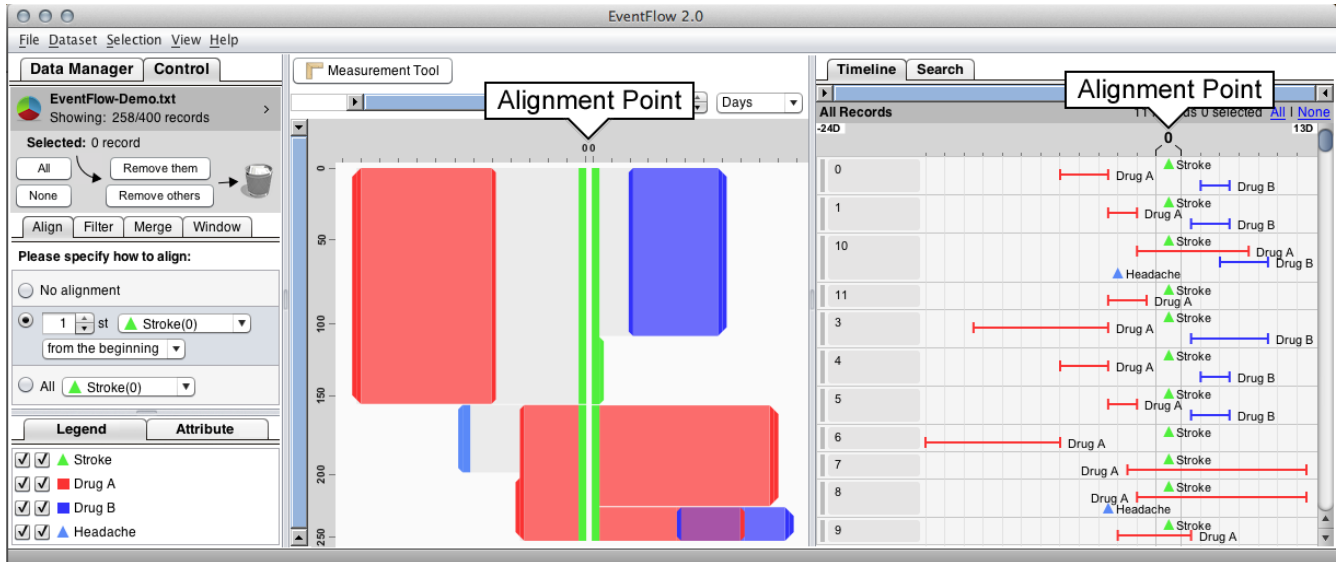 EventFlow 2.0
File Dataset Selection View Help
Data Manager Control
EventFlow-Demo.txt
Showing: 258/400 records
>
Selected: 0 record
All Remove them
None Remove others
Align Filter Merge Window
Please specify how to align:
No alignment
1 st Stroke(0)
from the beginning
All Stroke(0)
Legend Attribute
Stroke
Drug A
Drug B
Headache
Measurement Tool
Alignment Point
Days
0 0
0
50
100
150
200
250
Timeline Search
Alignment Point
All Records 0 selected All | None
-24D 0 13D
0 Stroke
Drug A
Drug B
1 Stroke
Drug A
Drug B
10 Stroke
Drug A
Drug B
Headache
11 Stroke
Drug A
3 Stroke
Drug A
Drug B
4 Stroke
Drug A
Drug B
5 Stroke
Drug A
Drug B
6 Stroke
Drug A
7 Stroke
Drug A
8 Stroke
Drug A
Headache
9 Stroke
Drug A